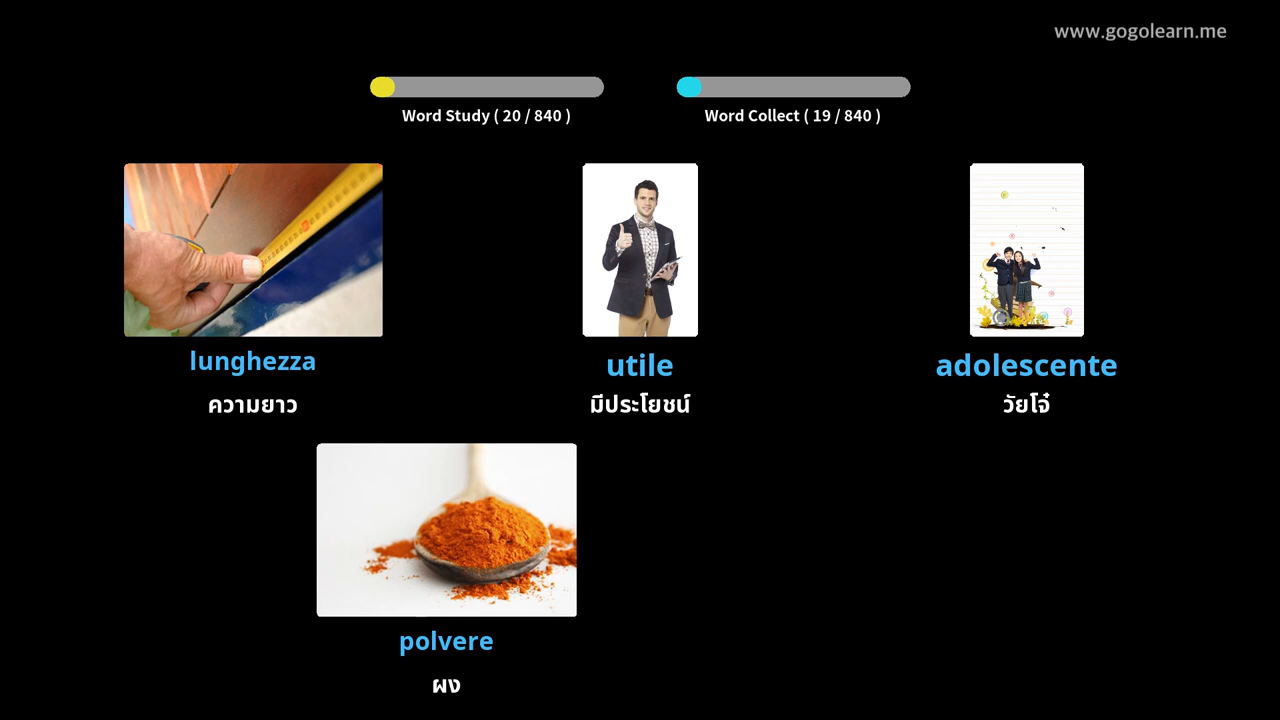 www.gogolearn.me
Word Study ( 20 / 840 )
Word Collect ( 19 / 840 )
lunghezza
ความยาว
utile
มีประโยชน์
adolescente
วัยโจ๋
polvere
ผง